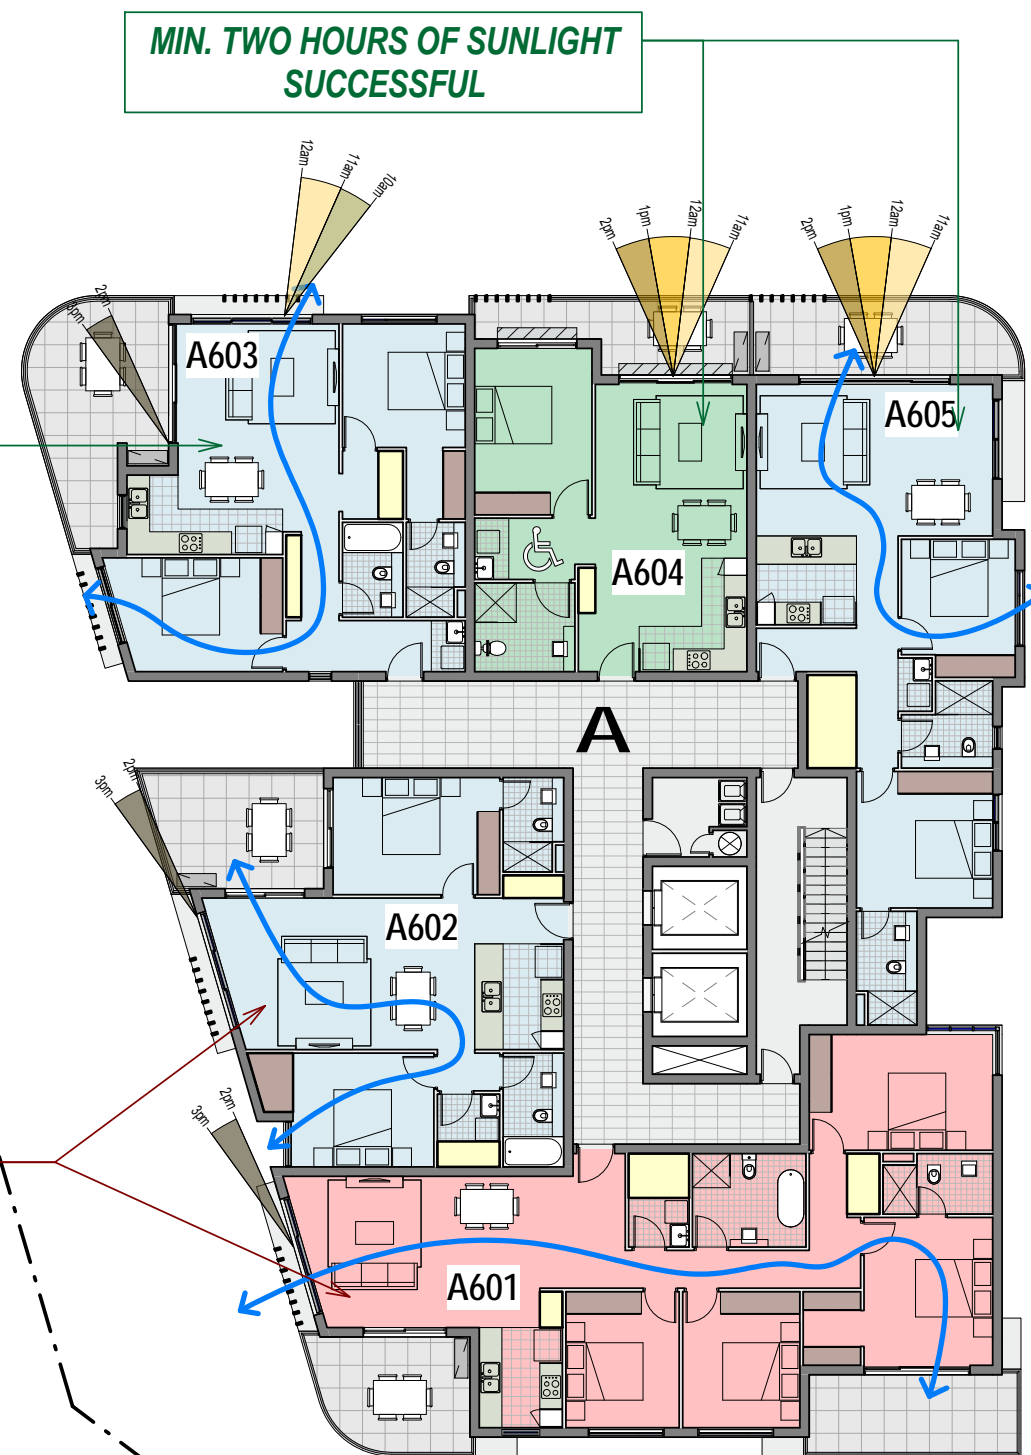 MIN. TWO HOURS OF SUNLIGHT
SUCCESSFUL
12am
11am
10am
2pm
3pm
2pm
1pm
12am
11am
2pm
1pm
12am
11am
A603
A605
A604
A
2pm
3pm
A602
2pm
3pm
A601